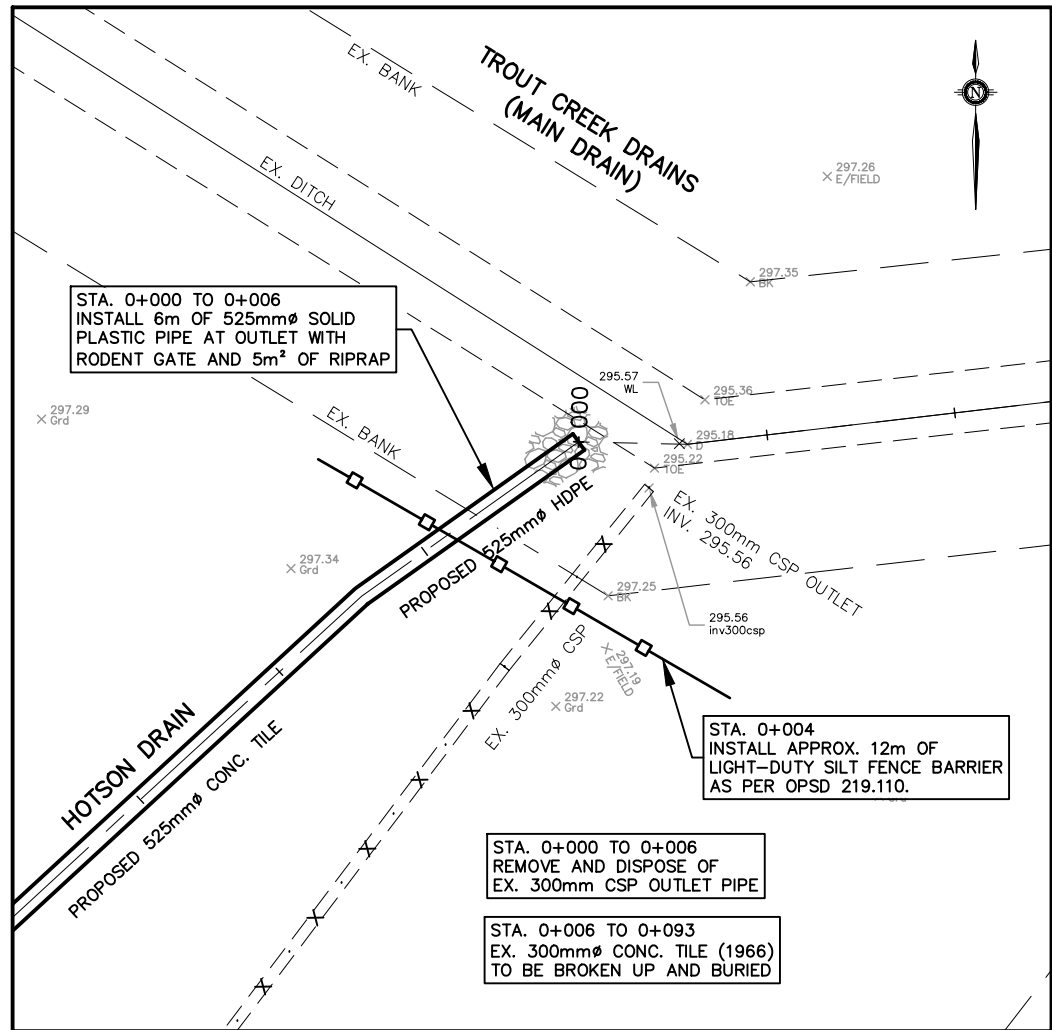 EX. BANK
TROUT CREEK DRAINS
(MAIN DRAIN)
N
297.26
E/FIELD
EX. DITCH
297.35
BK
STA. 0+000 TO 0+006
INSTALL 6m OF 525mmø SOLID
PLASTIC PIPE AT OUTLET WITH
RODENT GATE AND 5m² OF RIPRAP
295.57
WL
295.36
TOE
297.29
Grd
EX. BANK
0+000
295.18
D
295.22
TOE
EX. 300mm CSP OUTLET
INV. 295.56
PROPOSED 525mmø HDPE
297.34
Grd
297.25
BK
295.56
inv300csp
297.19
E/FIELD
EX. 300mmø CSP
297.22
Grd
HOTSON DRAIN
PROPOSED 525mmø CONC. TILE
STA. 0+004
INSTALL APPROX. 12m OF
LIGHT-DUTY SILT FENCE BARRIER
AS PER OPSD 219.110.
STA. 0+000 TO 0+006
REMOVE AND DISPOSE OF
EX. 300mm CSP OUTLET PIPE
STA. 0+006 TO 0+093
EX. 300mmø CONC. TILE (1966)
TO BE BROKEN UP AND BURIED